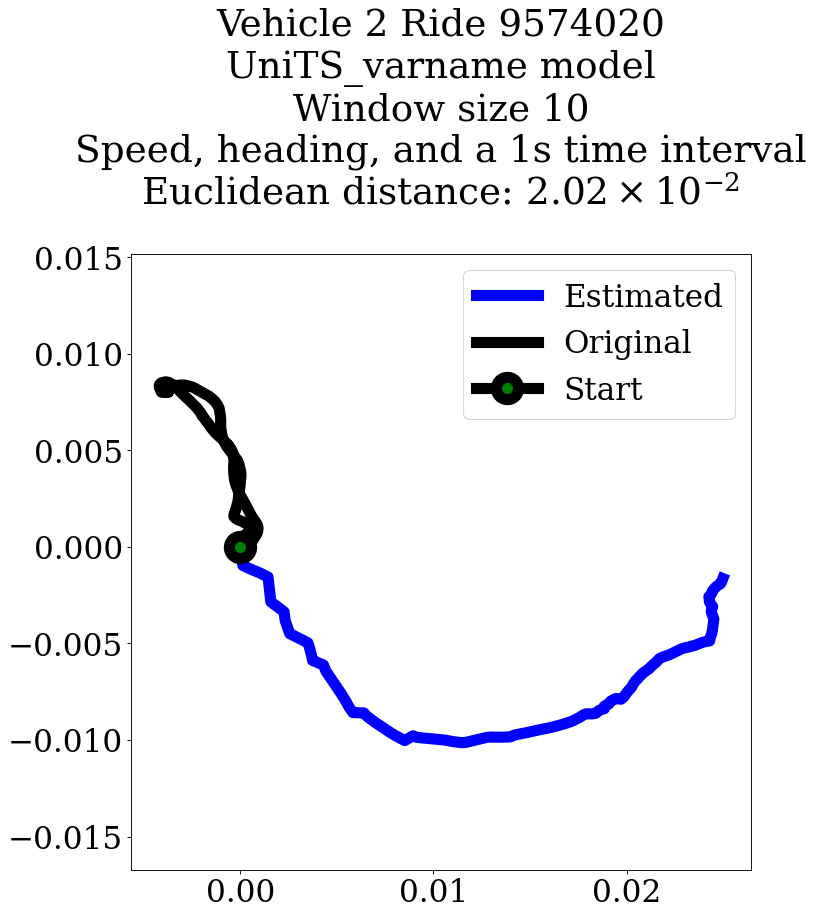 Vehicle 2 Ride 9574020
UniTS_varname model
Window size 10
Speed, heading, and a 1s time interval
Euclidean distance: 2.02 × 10⁻²
0.015
0.010
0.005
0.000
−0.005
−0.010
−0.015
Estimated
Original
Start
0.00 0.01 0.02